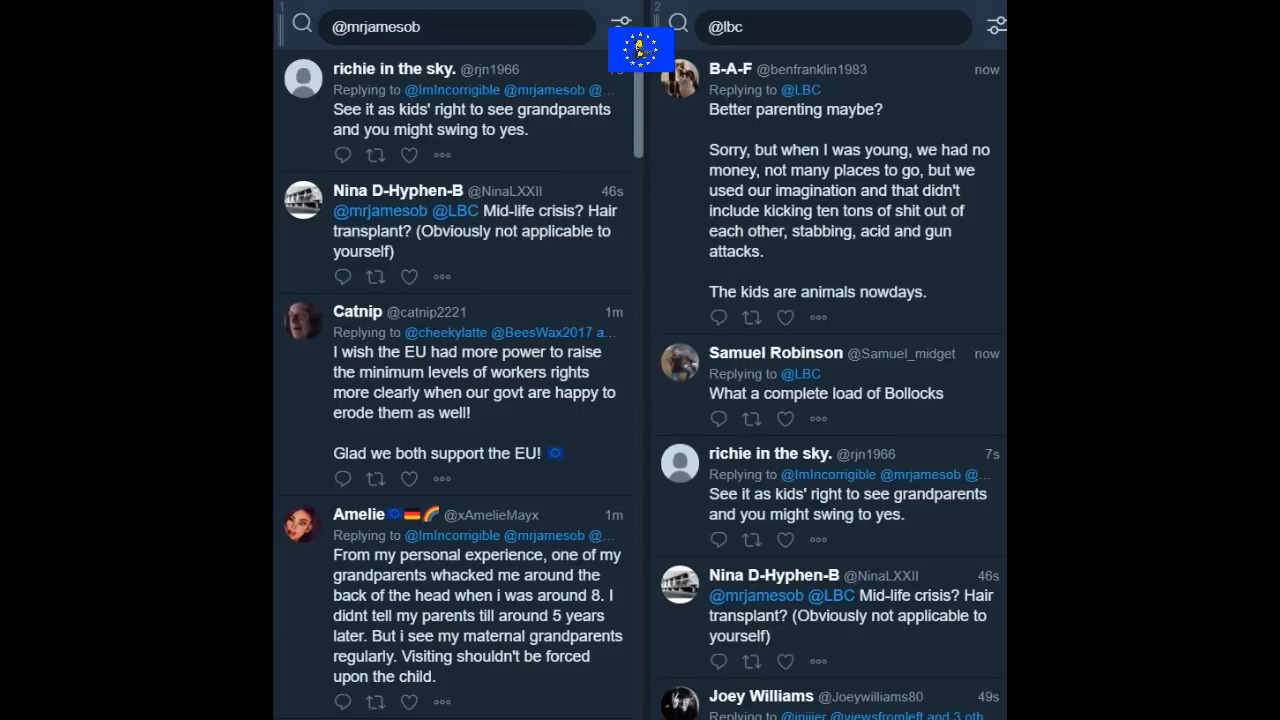 1
@mrjamesob
richie in the sky. @rjn1966
Replying to @ImIncorrigible @mrjamesob @...
See it as kids' right to see grandparents
and you might swing to yes.
Nina D-Hyphen-B @NinaLXXII 46s
@mrjamesob @LBC Mid-life crisis? Hair
transplant? (Obviously not applicable to
yourself)
Catnip @catnip2221 1m
Replying to @cheekylatte @BeesWax2017 a...
I wish the EU had more power to raise
the minimum levels of workers rights
more clearly when our govt are happy to
erode them as well!
Glad we both support the EU!
Amelie @xAmelieMayx 1m
Replying to @ImIncorrigible @mrjamesob @...
From my personal experience, one of my
grandparents whacked me around the
back of the head when i was around 8. I
didnt tell my parents till around 5 years
later. But i see my maternal grandparents
regularly. Visiting shouldn't be forced
upon the child.
2
@lbc
B-A-F @benfranklin1983 now
Replying to @LBC
Better parenting maybe?
Sorry, but when I was young, we had no
money, not many places to go, but we
used our imagination and that didn't
include kicking ten tons of shit out of
each other, stabbing, acid and gun
attacks.
The kids are animals nowdays.
Samuel Robinson @Samuel_midget now
Replying to @LBC
What a complete load of Bollocks
richie in the sky. @rjn1966 7s
Replying to @ImIncorrigible @mrjamesob @...
See it as kids' right to see grandparents
and you might swing to yes.
Nina D-Hyphen-B @NinaLXXII 46s
@mrjamesob @LBC Mid-life crisis? Hair
transplant? (Obviously not applicable to
yourself)
Joey Williams @Joeywilliams80 49s
Replying to @viewsfromleft and 3 oth